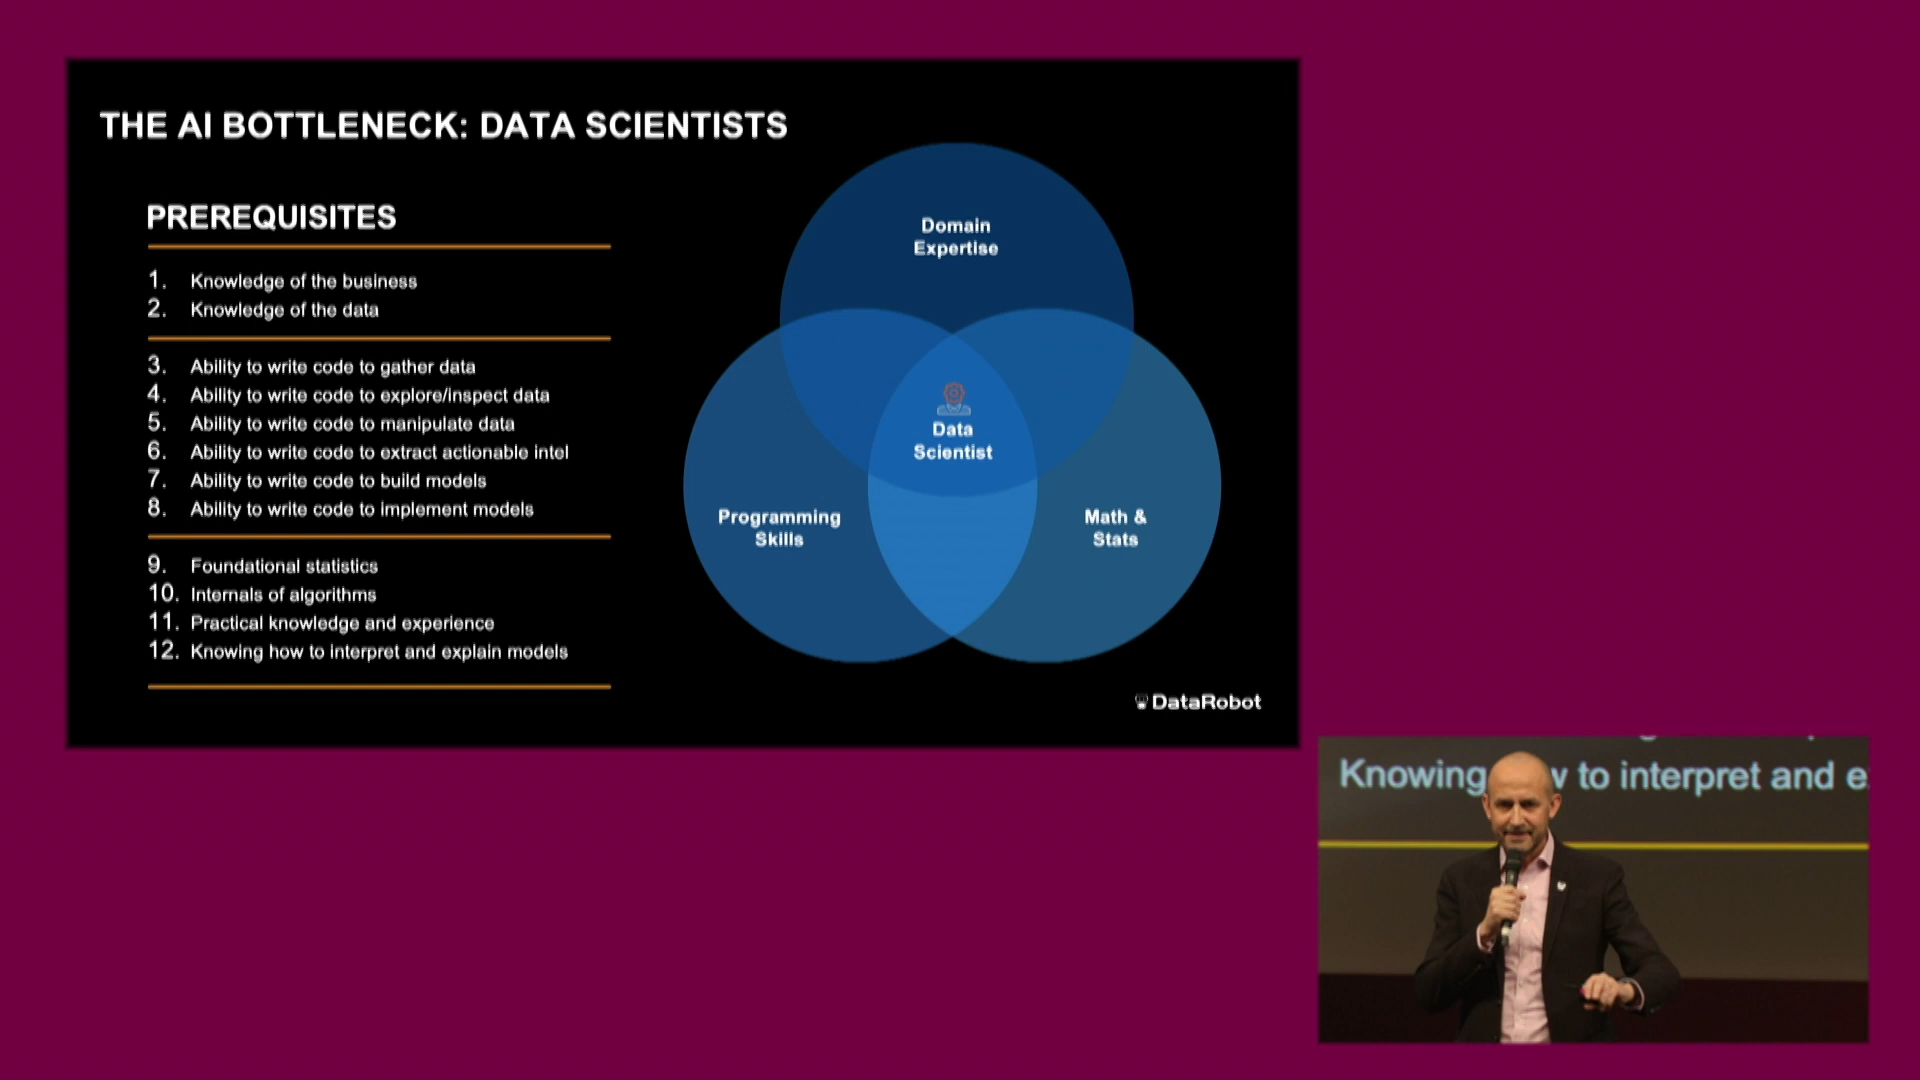 THE AI BOTTLENECK: DATA SCIENTISTS
PREREQUISITES
1. Knowledge of the business
2. Knowledge of the data
3. Ability to write code to gather data
4. Ability to write code to explore/inspect data
5. Ability to write code to manipulate data
6. Ability to write code to extract actionable intel
7. Ability to write code to build models
8. Ability to write code to implement models
9. Foundational statistics
10. Internals of algorithms
11. Practical knowledge and experience
12. Knowing how to interpret and explain models
Domain
Expertise
Data
Scientist
Programming
Skills
Math &
Stats
DataRobot
Knowing to interpret and